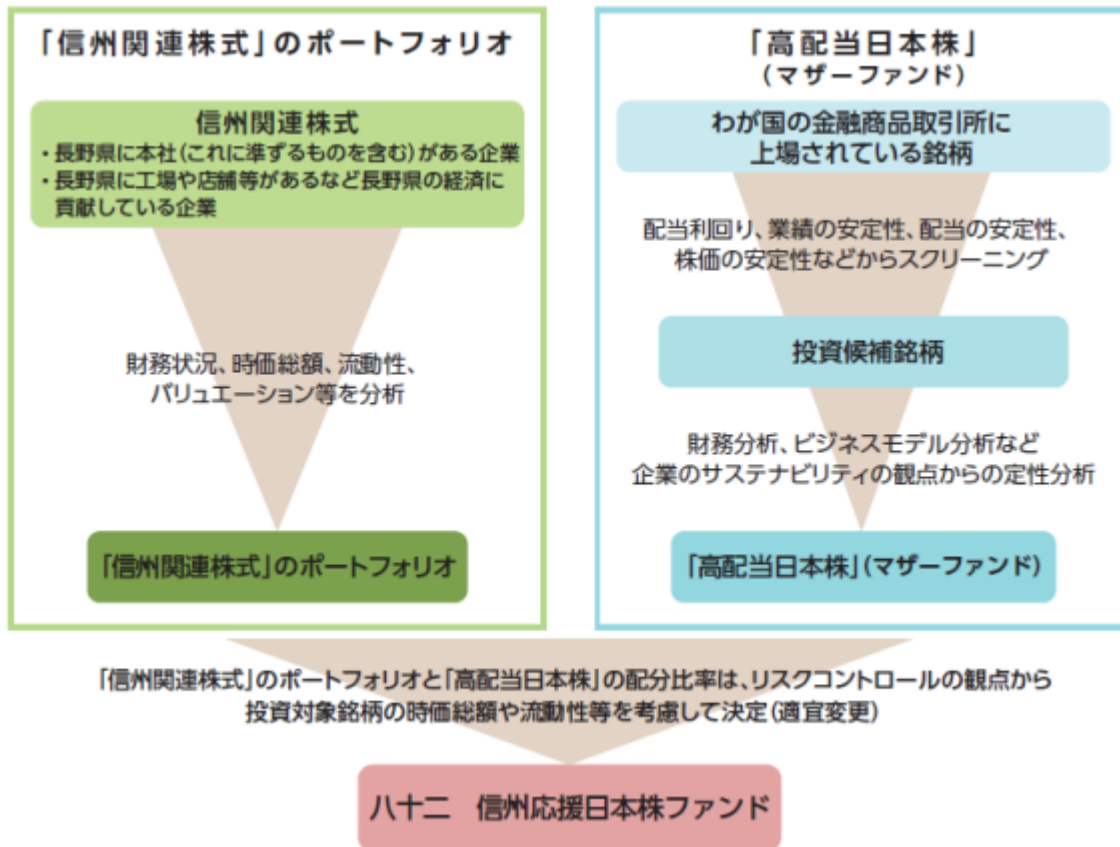 「信州関連株式」のポートフォリオ
信州関連株式
・長野県に本社(これに準ずるものを含む)がある企業
・長野県に工場や店舗等があるなど長野県の経済に
貢献している企業
財務状況、時価総額、流動性、
バリュエーション等を分析
「信州関連株式」のポートフォリオ
「高配当日本株」
(マザーファンド)
わが国の金融商品取引所に
上場されている銘柄
配当利回り、業績の安定性、配当の安定性、
株価の安定性などからスクリーニング
投資候補銘柄
財務分析、ビジネスモデル分析など
企業のサステナビリティの観点からの定性分析
「高配当日本株」(マザーファンド)
「信州関連株式」のポートフォリオと「高配当日本株」の配分比率は、リスクコントロールの観点から
投資対象銘柄の時価総額や流動性等を考慮して決定(適宜変更)
八十二　信州応援日本株ファンド